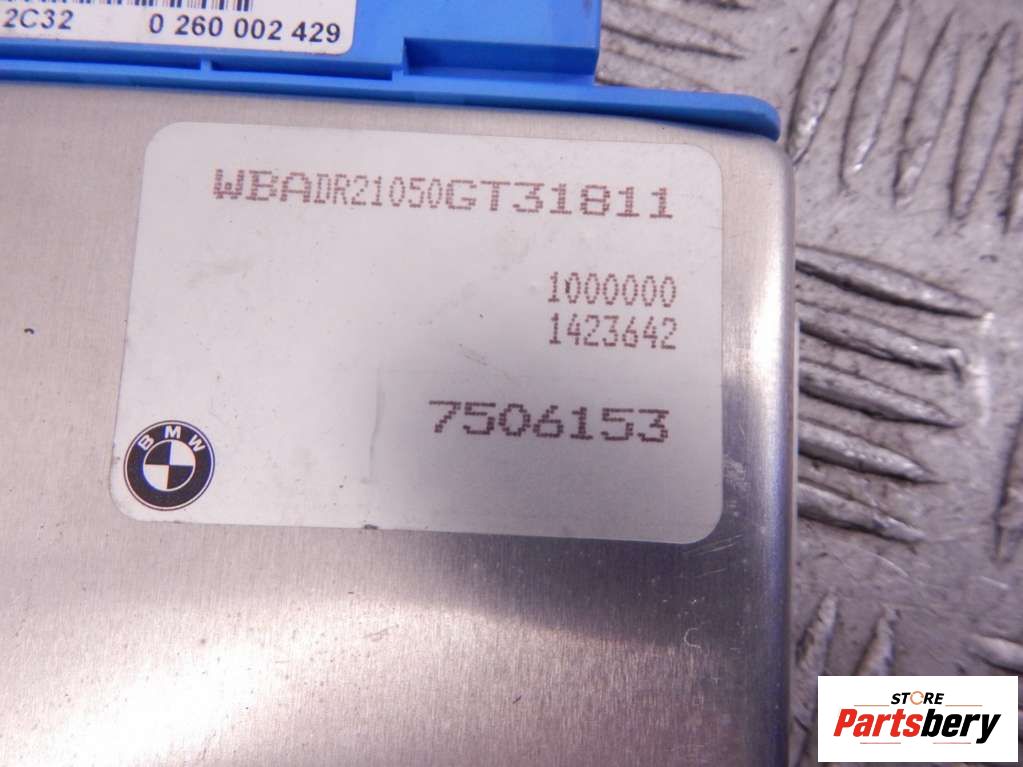 2C32 0 260 002 429
WBADR21050GT31811
1000000
1423642
7506153
BMW
STORE
Partsbery